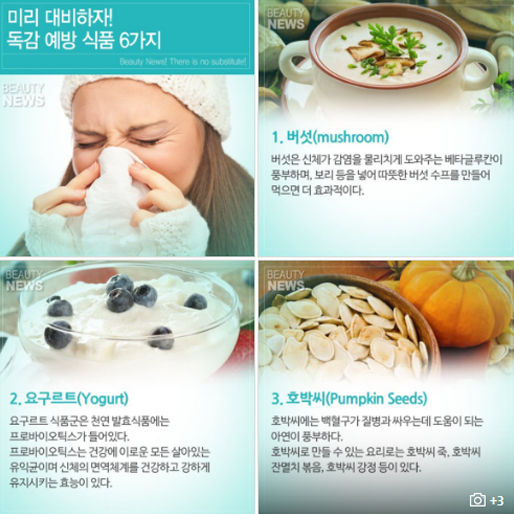 미리 대비하자!
독감 예방 식품 6가지
Beauty News! There is no substitute!
BEAUTY
NEWS
BEAUTY
NEWS
1. 버섯(mushroom)
버섯은 신체가 감염을 물리치게 도와주는 베타글루칸이
풍부하며, 보리 등을 넣어 따뜻한 버섯 수프를 만들어
먹으면 더 효과적이다.
BEAUTY
NEWS
2. 요구르트(Yogurt)
요구르트 식품군은 천연 발효식품에는
프로바이오틱스가 들어있다.
프로바이오틱스는 건강에 이로운 모든 살아있는
유익균이며 신체의 면역체계를 건강하고 강하게
유지시키는 효능이 있다.
BEAUTY
NEWS
3. 호박씨(Pumpkin Seeds)
호박씨에는 백혈구가 질병과 싸우는데 도움이 되는
아연이 풍부하다.
호박씨로 만들 수 있는 요리로는 호박씨 죽, 호박씨
잔멸치 볶음, 호박씨 강정 등이 있다.
+3